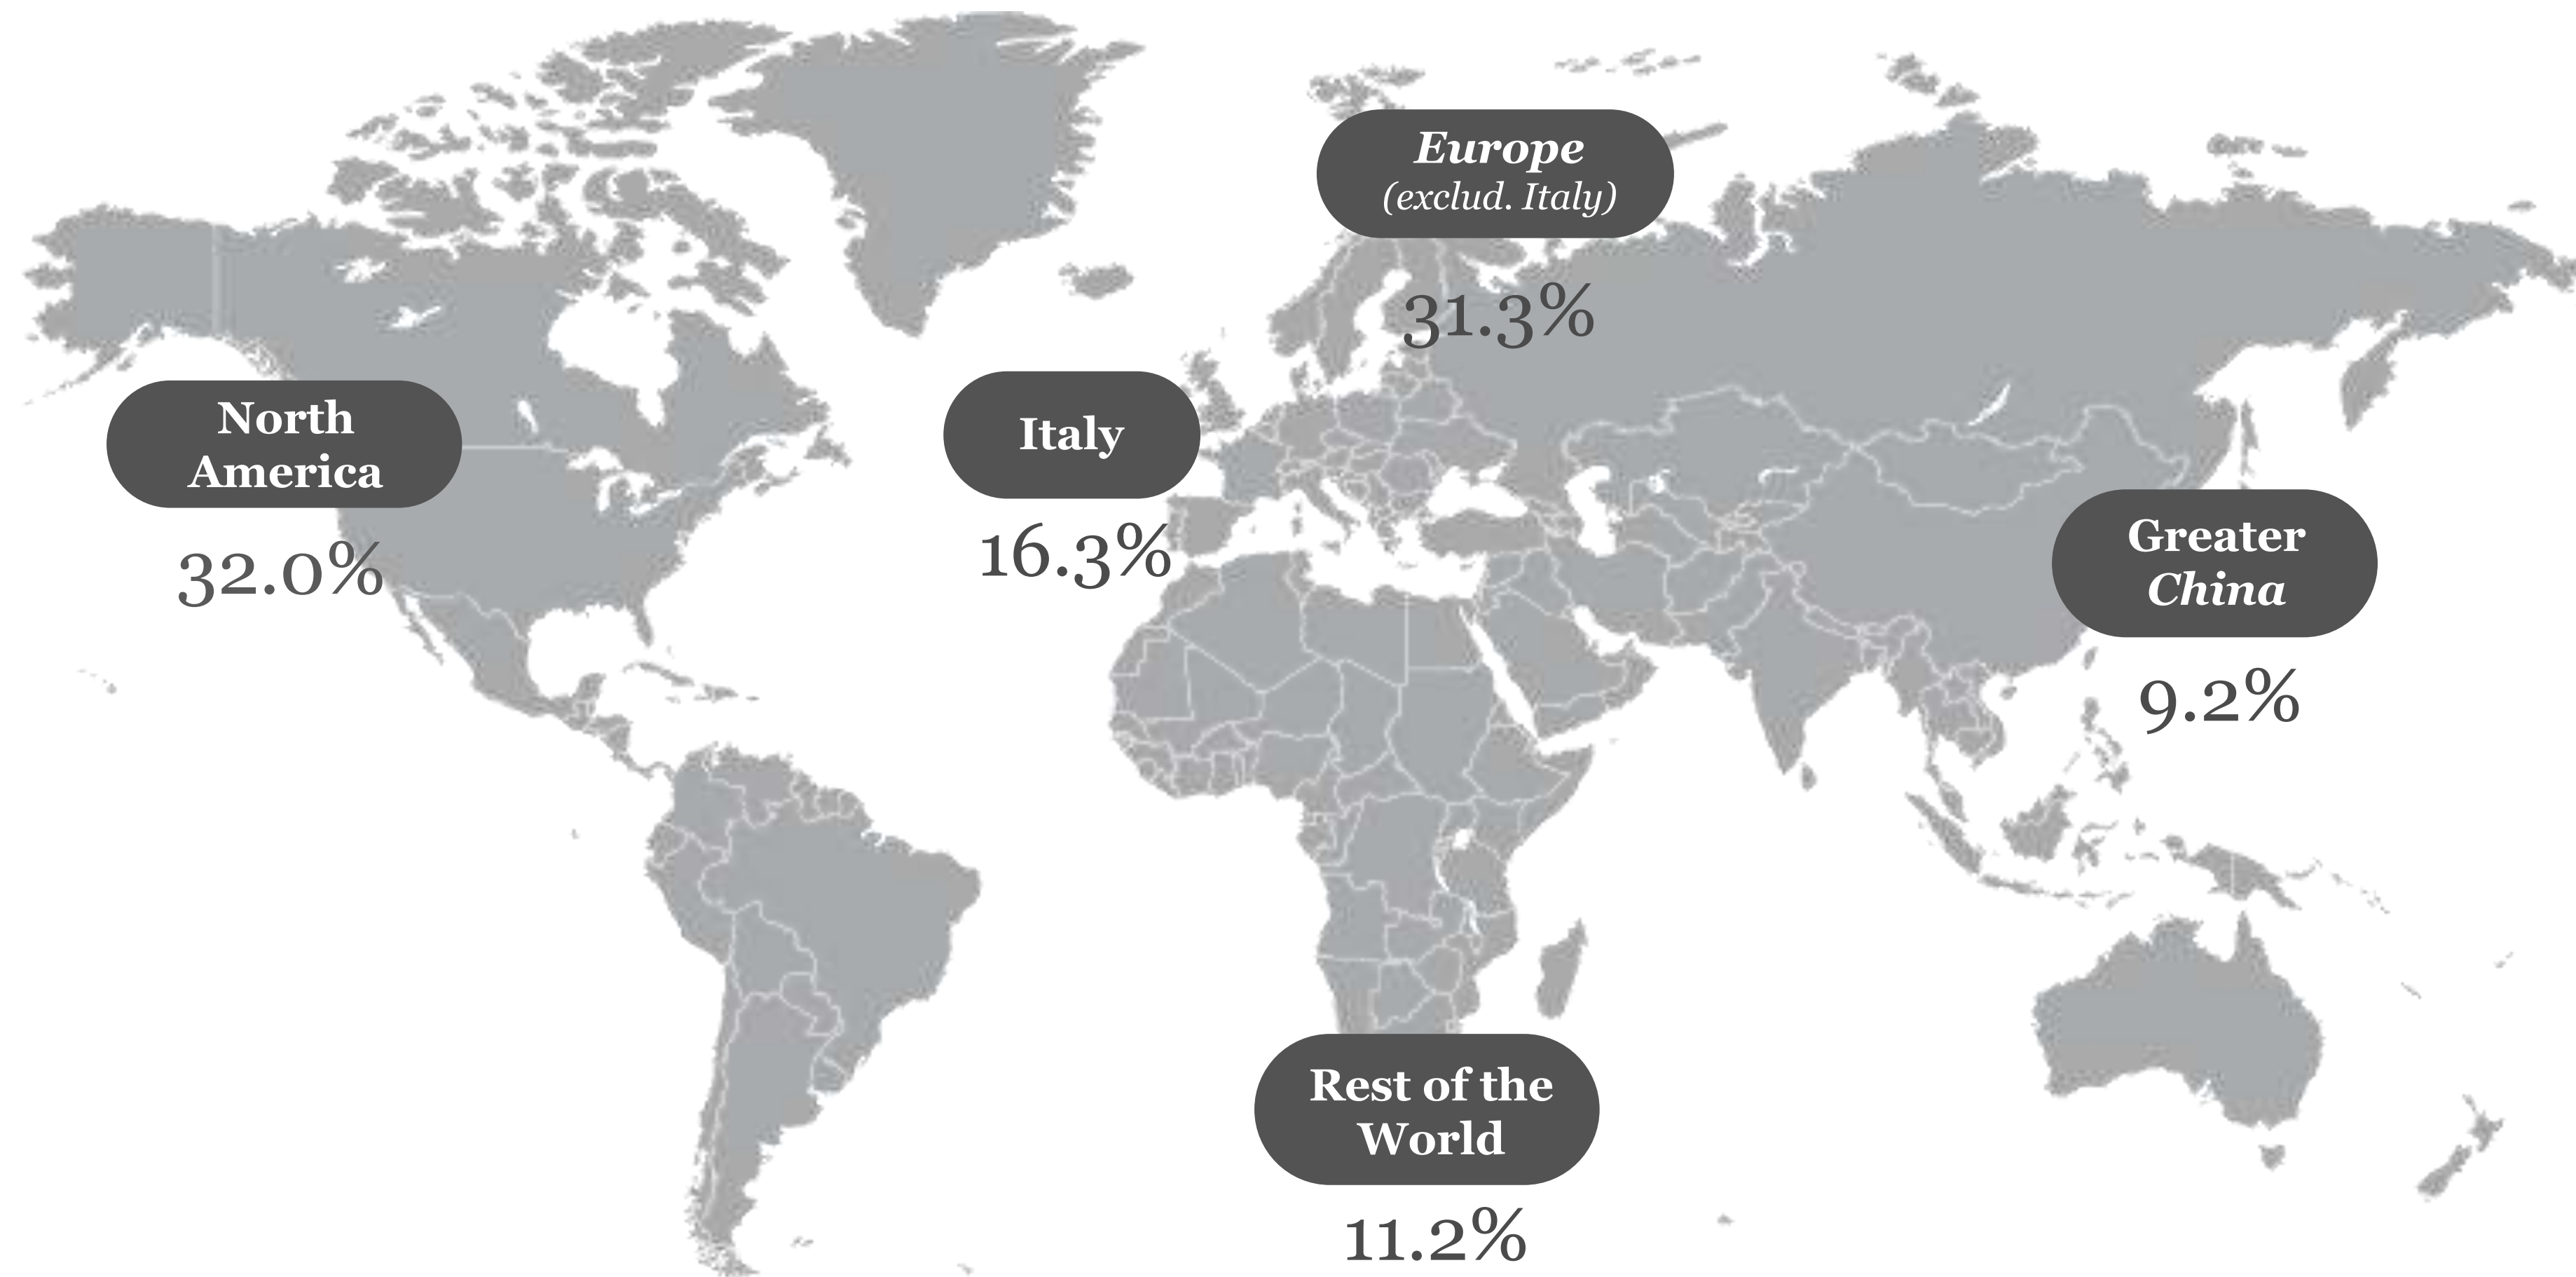 Europe
(exclud. Italy)
31.3%
North
America
32.0%
Italy
16.3%
Greater
China
9.2%
Rest of the
World
11.2%